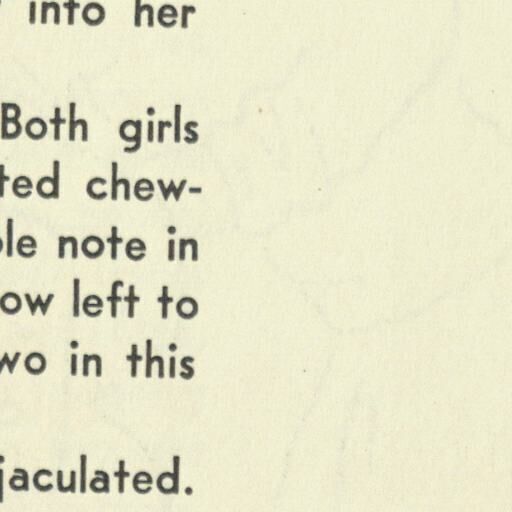 into her
Both girls
ted chew-
le note in
ow left to
wo in this
jaculated.